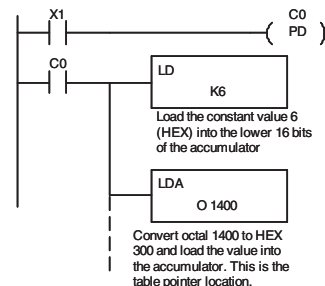 X1
C0
PD
C0
LD
K6
Load the constant value 6
(HEX) into the lower 16 bits
of the accumulator
LDA
O 1400
Convert octal 1400 to HEX
300 and load the value into
the accumulator. This is the
table pointer location.